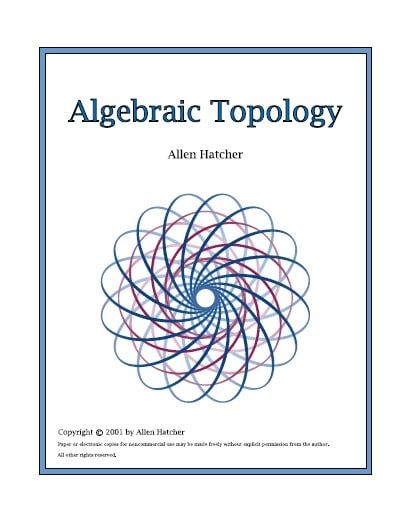 Algebraic Topology
Allen Hatcher
Copyright © 2001 by Allen Hatcher
Paper or electronic copies for noncommercial use may be made freely without explicit permission from the author.
All other rights reserved.